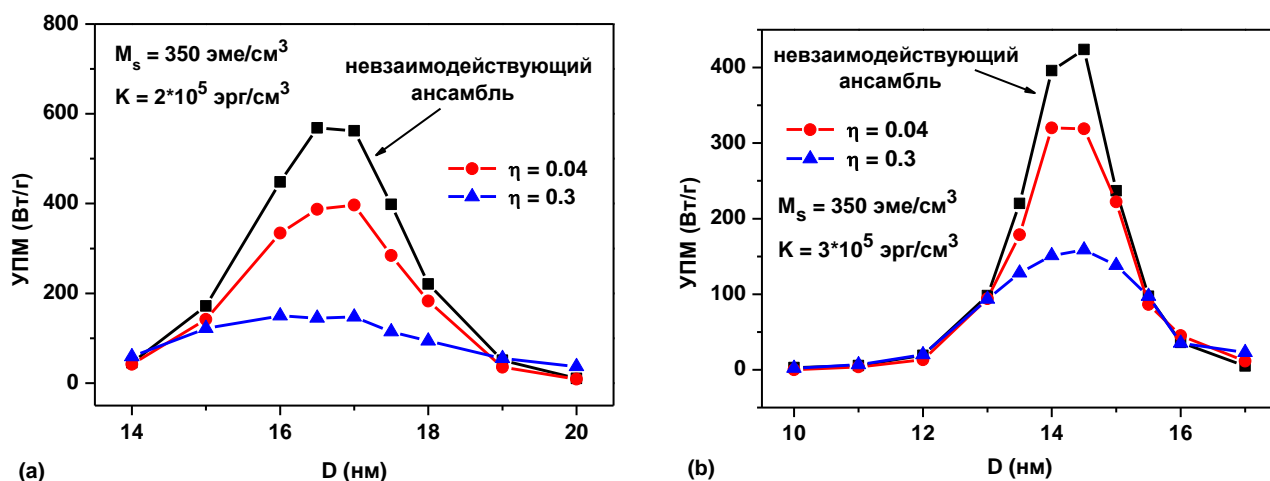 800
600
400
200
0
УПМ (Вт/г)
M_s = 350 эме/см^3
K = 2*10^5 эрг/см^3
невзаимодействующий
ансамбль
η = 0.04
η = 0.3
14 16 18 20
D (нм)
(a)
400
300
200
100
0
УПМ (Вт/г)
невзаимодействующий
ансамбль
η = 0.04
η = 0.3
M_s = 350 эме/см^3
K = 3*10^5 эрг/см^3
10 12 14 16
D (нм)
(b)